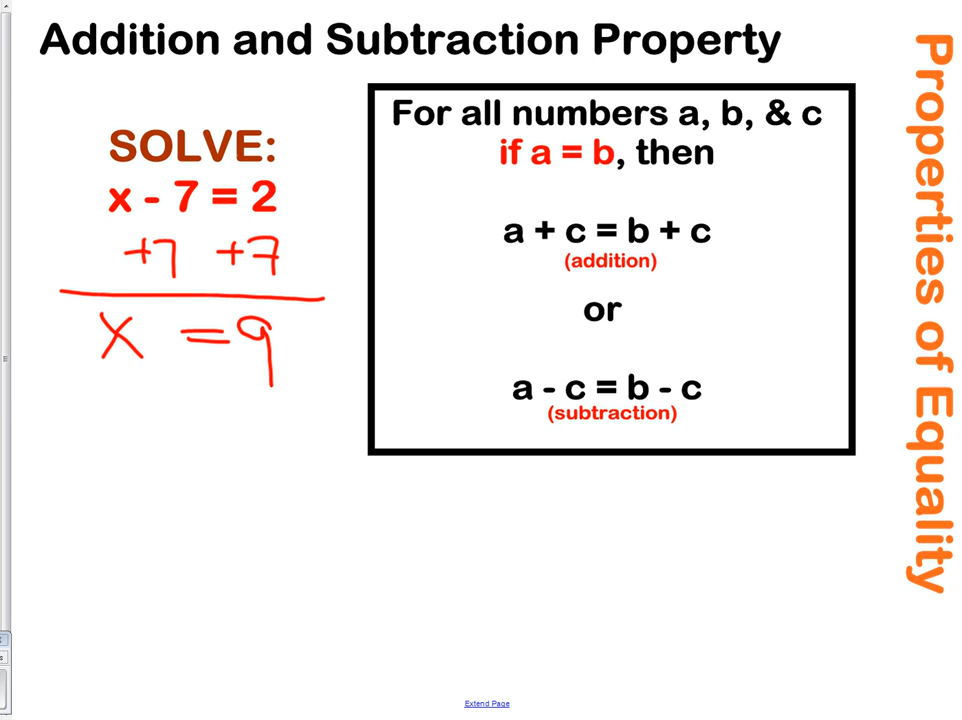 Addition and Subtraction Property
SOLVE:
x - 7 = 2
+7 +7
x = 9
For all numbers a, b, & c
if a = b, then
a + c = b + c
(addition)
or
a - c = b - c
(subtraction)
Properties of Equality
Extend Page